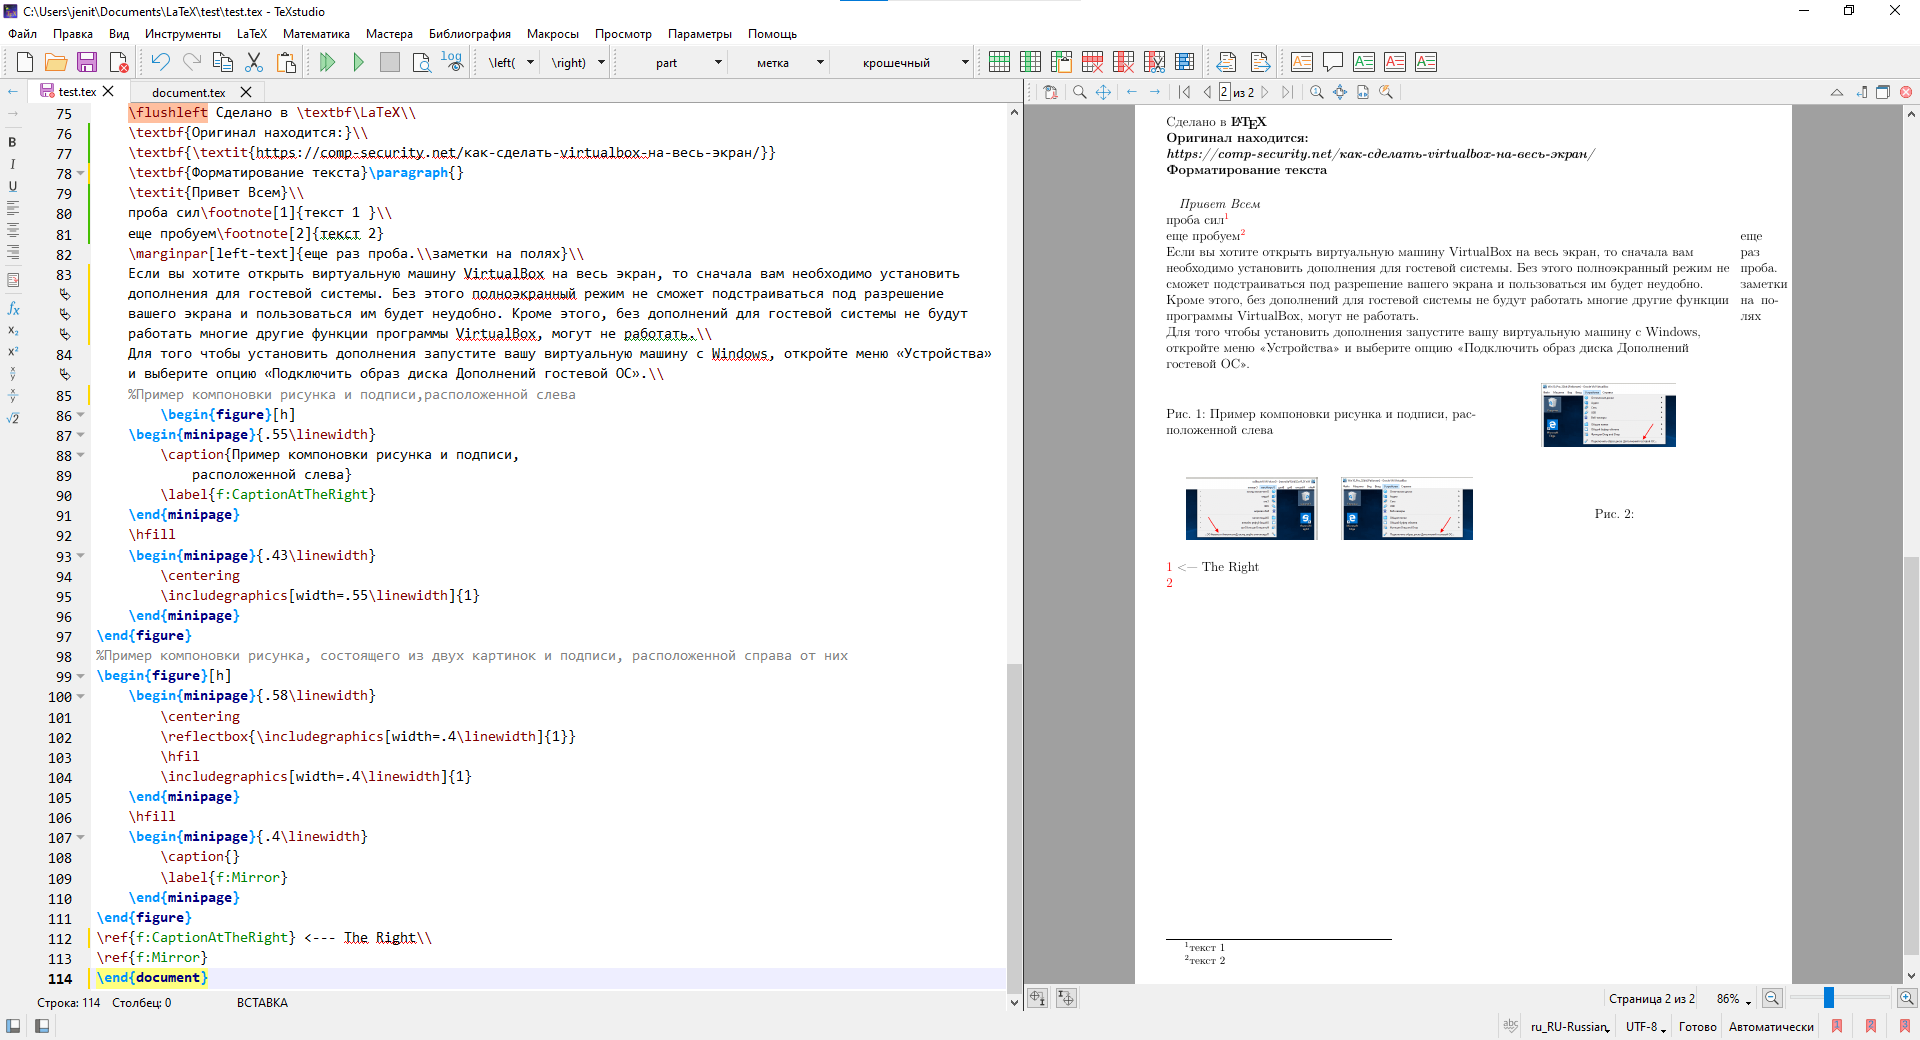 C:\Users\jenit\Documents\LaTeX\test\test.tex - TeXstudio
Файл Правка Вид Инструменты LaTeX Математика Мастера Библиография Макросы Просмотр Параметры Помощь
log \left( \right) part метка крошечный
test.tex document.tex
2 из 2
75 \flushleft Сделано в \textbf\LaTeX\\
76 \textbf{Оригинал находится:}\\
77 \textbf{\textit{https://comp-security.net/как-сделать-virtualbox-на-весь-экран/}}
78 \textbf{Форматирование текста}\paragraph{}
79 \textit{Привет Всем}\\
80 проба сил\footnote[1]{текст 1 }\\
81 еще пробуем\footnote[2]{текст 2}
82 \marginpar[left-text]{еще раз проба.\\заметки на полях}\\
83 Если вы хотите открыть виртуальную машину VirtualBox на весь экран, то сначала вам необходимо установить
дополнения для гостевой системы. Без этого полноэкранный режим не сможет подстраиваться под разрешение
вашего экрана и пользоваться им будет неудобно. Кроме этого, без дополнений для гостевой системы не будут
работать многие другие функции программы VirtualBox, могут не работать.\\
84 Для того чтобы установить дополнения запустите вашу виртуальную машину с Windows, откройте меню «Устройства»
и выберите опцию «Подключить образ диска Дополнений гостевой ОС».\\
85 %Пример компоновки рисунка и подписи,расположенной слева
86 \begin{figure}[h]
87 \begin{minipage}{.55\linewidth}
88 \caption{Пример компоновки рисунка и подписи,
89 расположенной слева}
90 \label{f:CaptionAtTheRight}
91 \end{minipage}
92 \hfill
93 \begin{minipage}{.43\linewidth}
94 \centering
95 \includegraphics[width=.55\linewidth]{1}
96 \end{minipage}
97 \end{figure}
98 %Пример компоновки рисунка, состоящего из двух картинок и подписи, расположенной справа от них
99 \begin{figure}[h]
100 \begin{minipage}{.58\linewidth}
101 \centering
102 \reflectbox{\includegraphics[width=.4\linewidth]{1}}
103 \hfil
104 \includegraphics[width=.4\linewidth]{1}
105 \end{minipage}
106 \hfill
107 \begin{minipage}{.4\linewidth}
108 \caption{}
109 \label{f:Mirror}
110 \end{minipage}
111 \end{figure}
112 \ref{f:CaptionAtTheRight} <--- The Right\\
113 \ref{f:Mirror}
114 \end{document}
Строка: 114 Столбец: 0 ВСТАВКА
Сделано в LATEX
Оригинал находится:
https://comp-security.net/как-сделать-virtualbox-на-весь-экран/
Форматирование текста
Привет Всем
проба сил1
еще пробуем2
Если вы хотите открыть виртуальную машину VirtualBox на весь экран, то сначала вам
необходимо установить дополнения для гостевой системы. Без этого полноэкранный режим не
сможет подстраиваться под разрешение вашего экрана и пользоваться им будет неудобно.
Кроме этого, без дополнений для гостевой системы не будут работать многие другие функции
программы VirtualBox, могут не работать.
Для того чтобы установить дополнения запустите вашу виртуальную машину с Windows,
откройте меню «Устройства» и выберите опцию «Подключить образ диска Дополнений
гостевой ОС».
еще
раз
проба.
заметки
на по-
лях
Рис. 1: Пример компоновки рисунка и подписи, рас-
положенной слева
Рис. 2:
1 <— The Right
2
1текст 1
2текст 2
Страница 2 из 2 86%
ru_RU-Russian UTF-8 Готово Автоматически 1 2 3